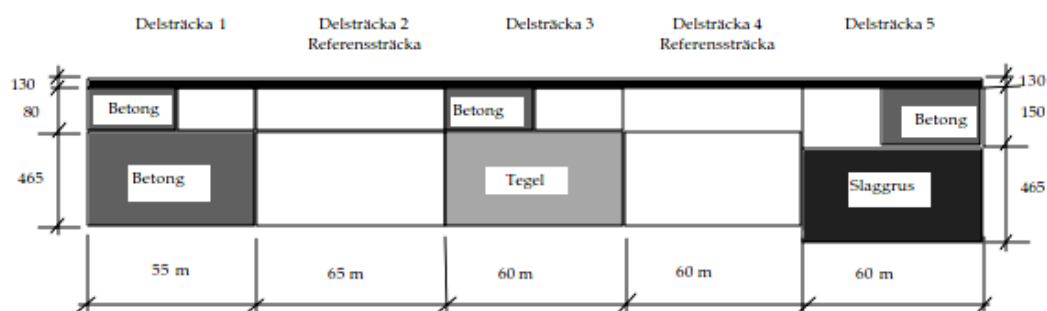 Delsträcka 1
Delsträcka 2
Referenssträcka
Delsträcka 3
Delsträcka 4
Referenssträcka
Delsträcka 5
130
80
465
Betong
Betong
Betong
Tegel
Betong
Slaggrus
130
150
465
55 m
65 m
60 m
60 m
60 m